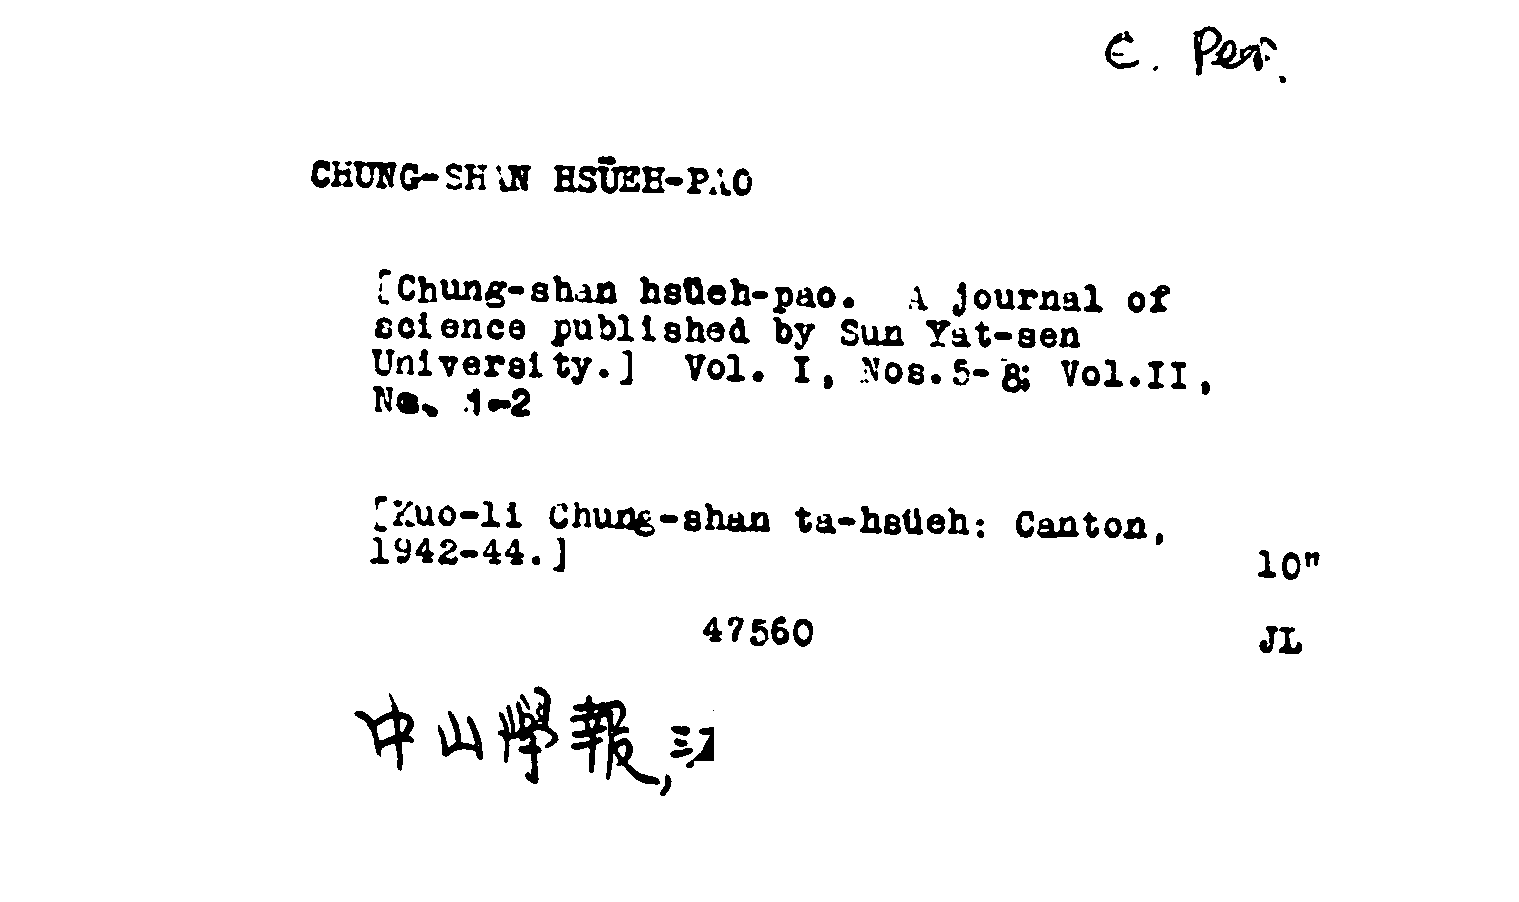 C. Per.
CHUNG-SHAN HSÜEH-PAO
[Chung-shan hsüeh-pao. A journal of
science published by Sun Yat-sen
University.] Vol. I, Nos.5-8; Vol.II,
No. 1-2
[Kuo-li Chung-shan ta-hsüeh: Canton,
1942-44.]
10"
47560
JL
中山學報,